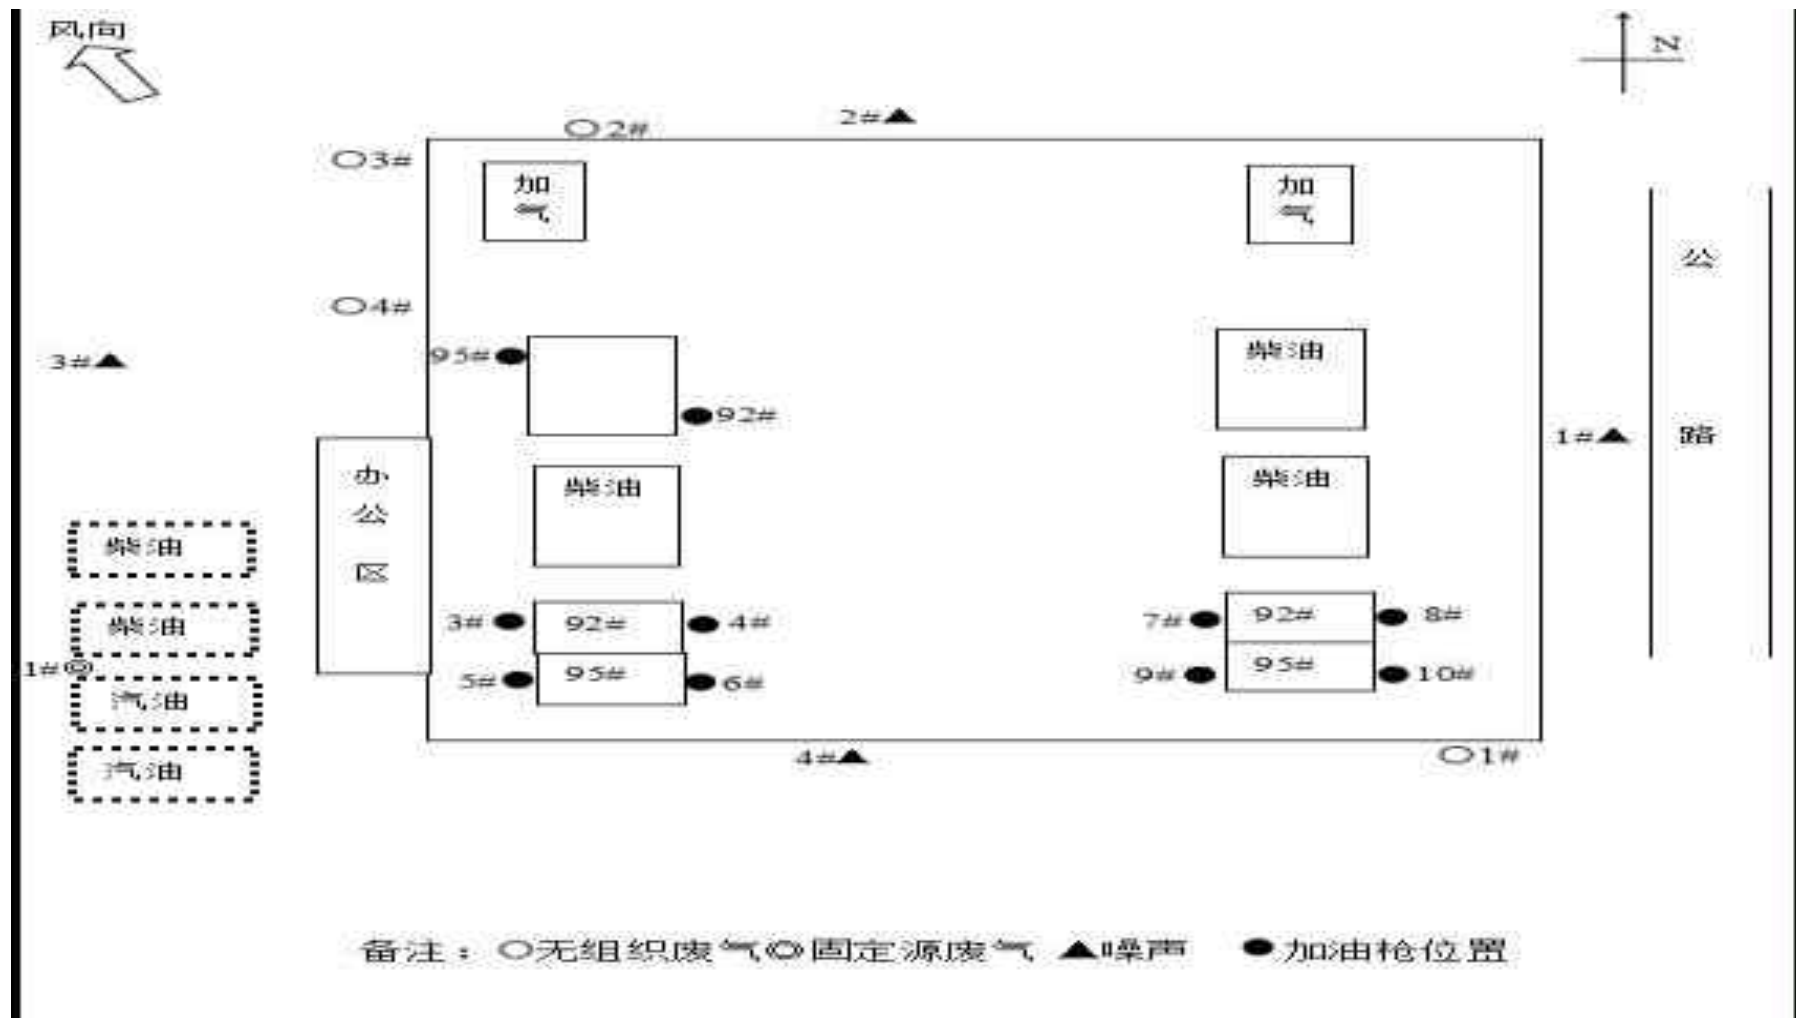 风向
N
2#▲
○2#
○3#
加
气
加
气
公
路
○4#
3#▲
95#●
●92#
柴油
1#▲
办
公
区
柴油
柴油
柴油
柴油
1#◎
汽油
汽油
3#● 92# ●4#
5#● 95# ●6#
7#● 92# ●8#
9#● 95# ●10#
4#▲
○1#
备注：○无组织废气◎固定源废气 ▲噪声 ●加油枪位置